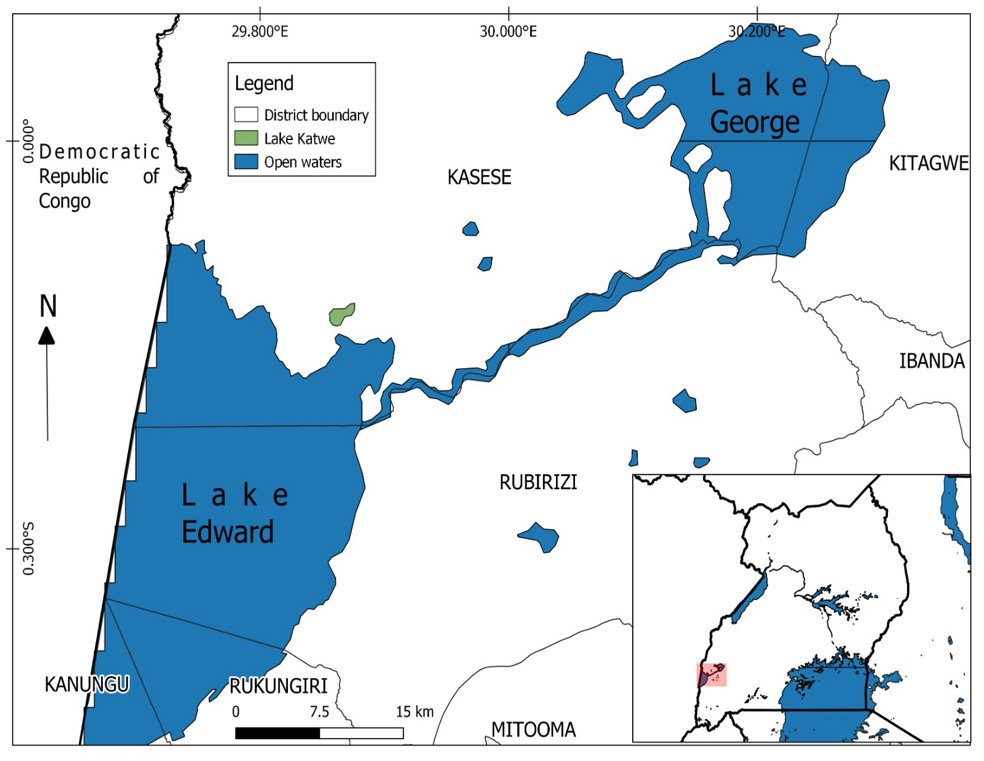 29.800°E 30.000°E 30.200°E
Legend
District boundary
Lake Katwe
Open waters
Lake
George
0.000°
Democratic
Republic of
Congo
KASESE
KITAGWE
N
IBANDA
Lake
Edward
RUBIRIZI
0.300°S
KANUNGU
RUKUNGIRI
0 7.5 15 km
MITOOMA